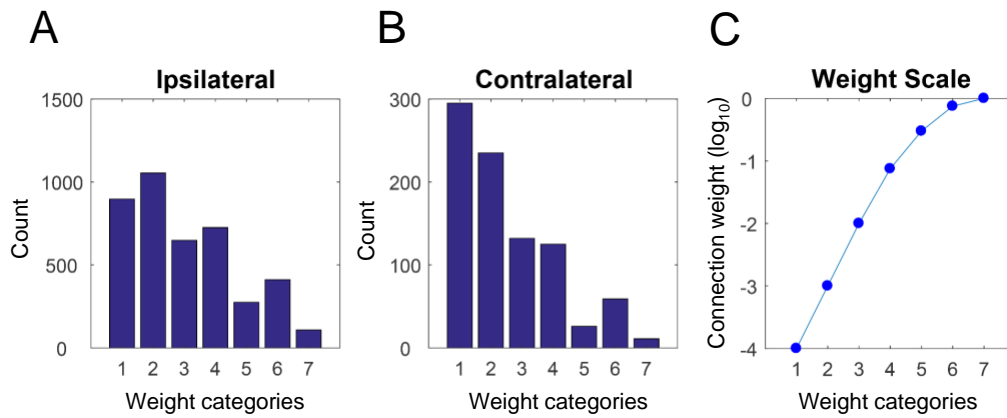 A
Ipsilateral
1500
1000
500
0
Count
1 2 3 4 5 6 7
Weight categories
B
Contralateral
300
200
100
0
Count
1 2 3 4 5 6 7
Weight categories
C
Weight Scale
0
-1
-2
-3
-4
Connection weight (log₁₀)
1 2 3 4 5 6 7
Weight categories